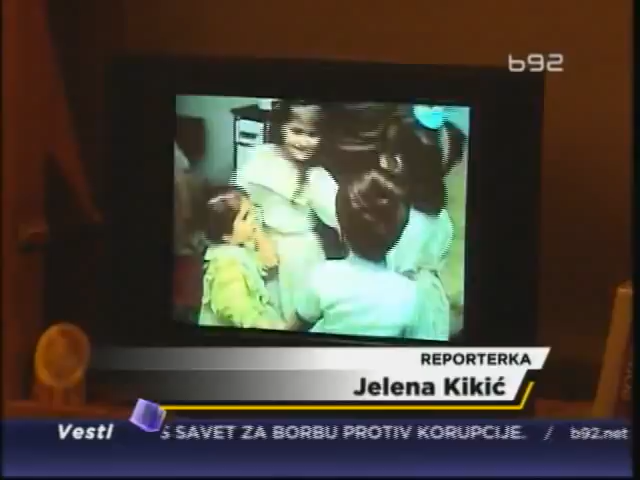 b92
REPORTERKA
Jelena Kikić
Vesti
SAVET ZA BORBU PROTIV KORUPCIJE. / b92.net